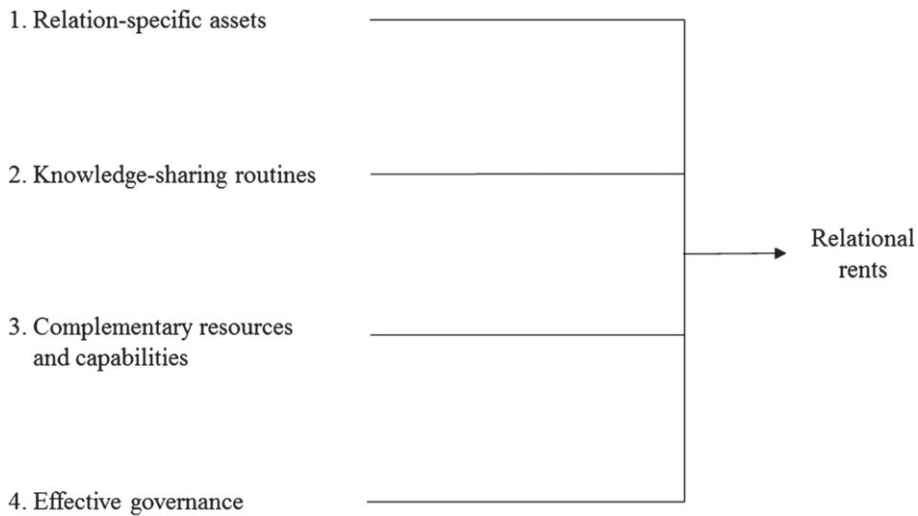 1. Relation-specific assets
2. Knowledge-sharing routines
Relational
rents
3. Complementary resources
and capabilities
4. Effective governance